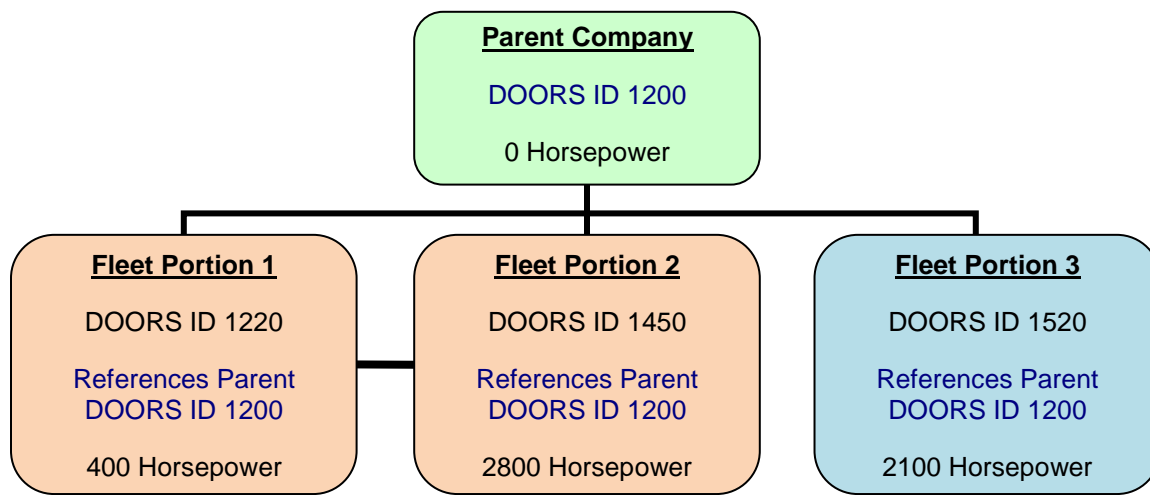 Parent Company
DOORS ID 1200
0 Horsepower
Fleet Portion 1
DOORS ID 1220
References Parent
DOORS ID 1200
400 Horsepower
Fleet Portion 2
DOORS ID 1450
References Parent
DOORS ID 1200
2800 Horsepower
Fleet Portion 3
DOORS ID 1520
References Parent
DOORS ID 1200
2100 Horsepower